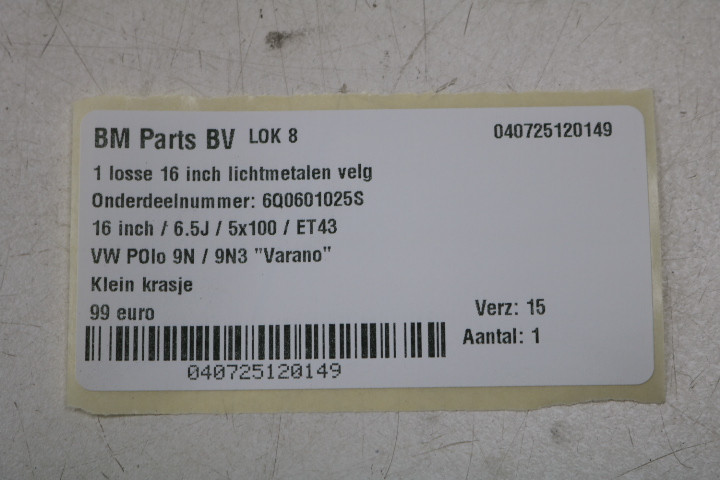 BM Parts BV LOK 8 040725120149
1 losse 16 inch lichtmetalen velg
Onderdeelnummer: 6Q0601025S
16 inch / 6.5J / 5x100 / ET43
VW POlo 9N / 9N3 "Varano"
Klein krasje
99 euro Verz: 15
Aantal: 1
040725120149